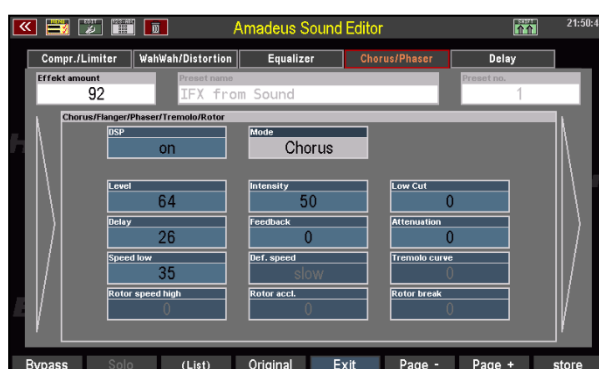 MENU EDIT Amadeus Sound Editor 21:50:4
Compr./Limiter WahWah/Distortion Equalizer Chorus/Phaser Delay
Effekt amount Preset name Preset no.
92 IFX from Sound 1
Chorus/Flanger/Phaser/Tremolo/Rotor
DSP Mode
on Chorus
Level Intensity Low Cut
64 50 0
Delay Feedback Attenuation
26 0 0
Speed low Def. speed Tremolo curve
35 slow 0
Rotor speed high Rotor accl. Rotor break
0 0 0
Bypass Solo (List) Original Exit Page - Page + store